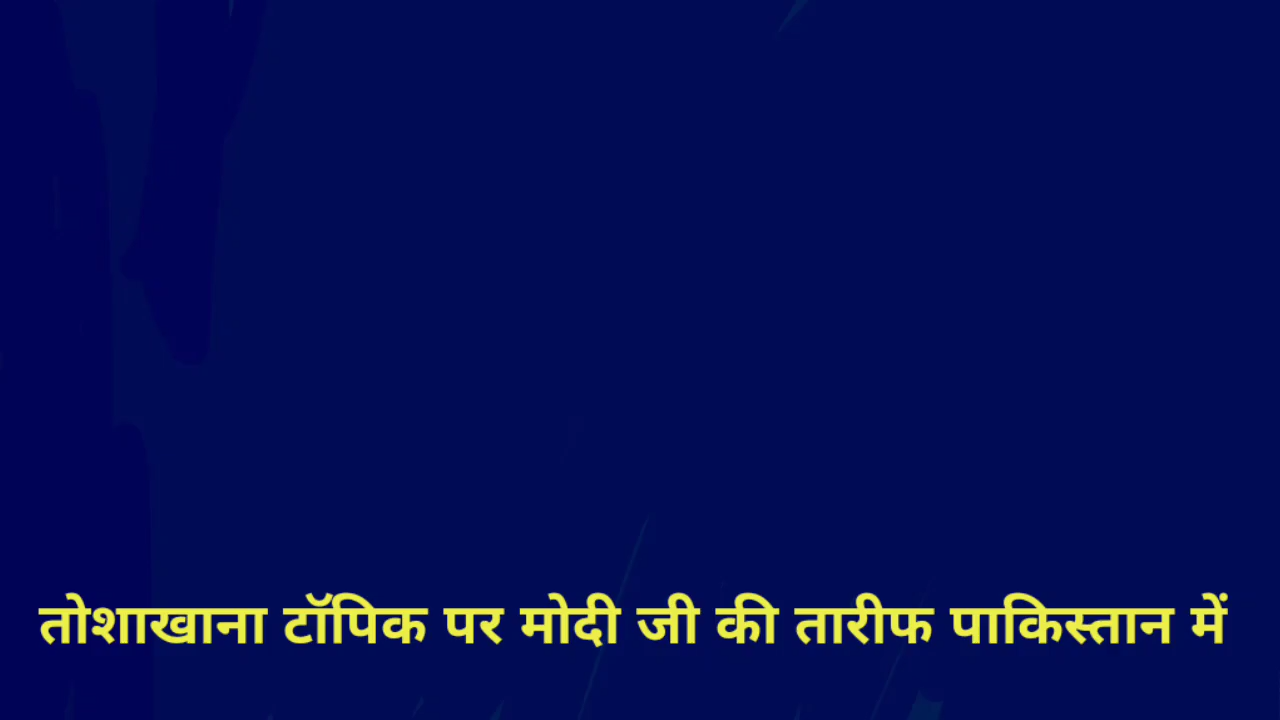 तोशाखाना टॉपिक पर मोदी जी की तारीफ पाकिस्तान में